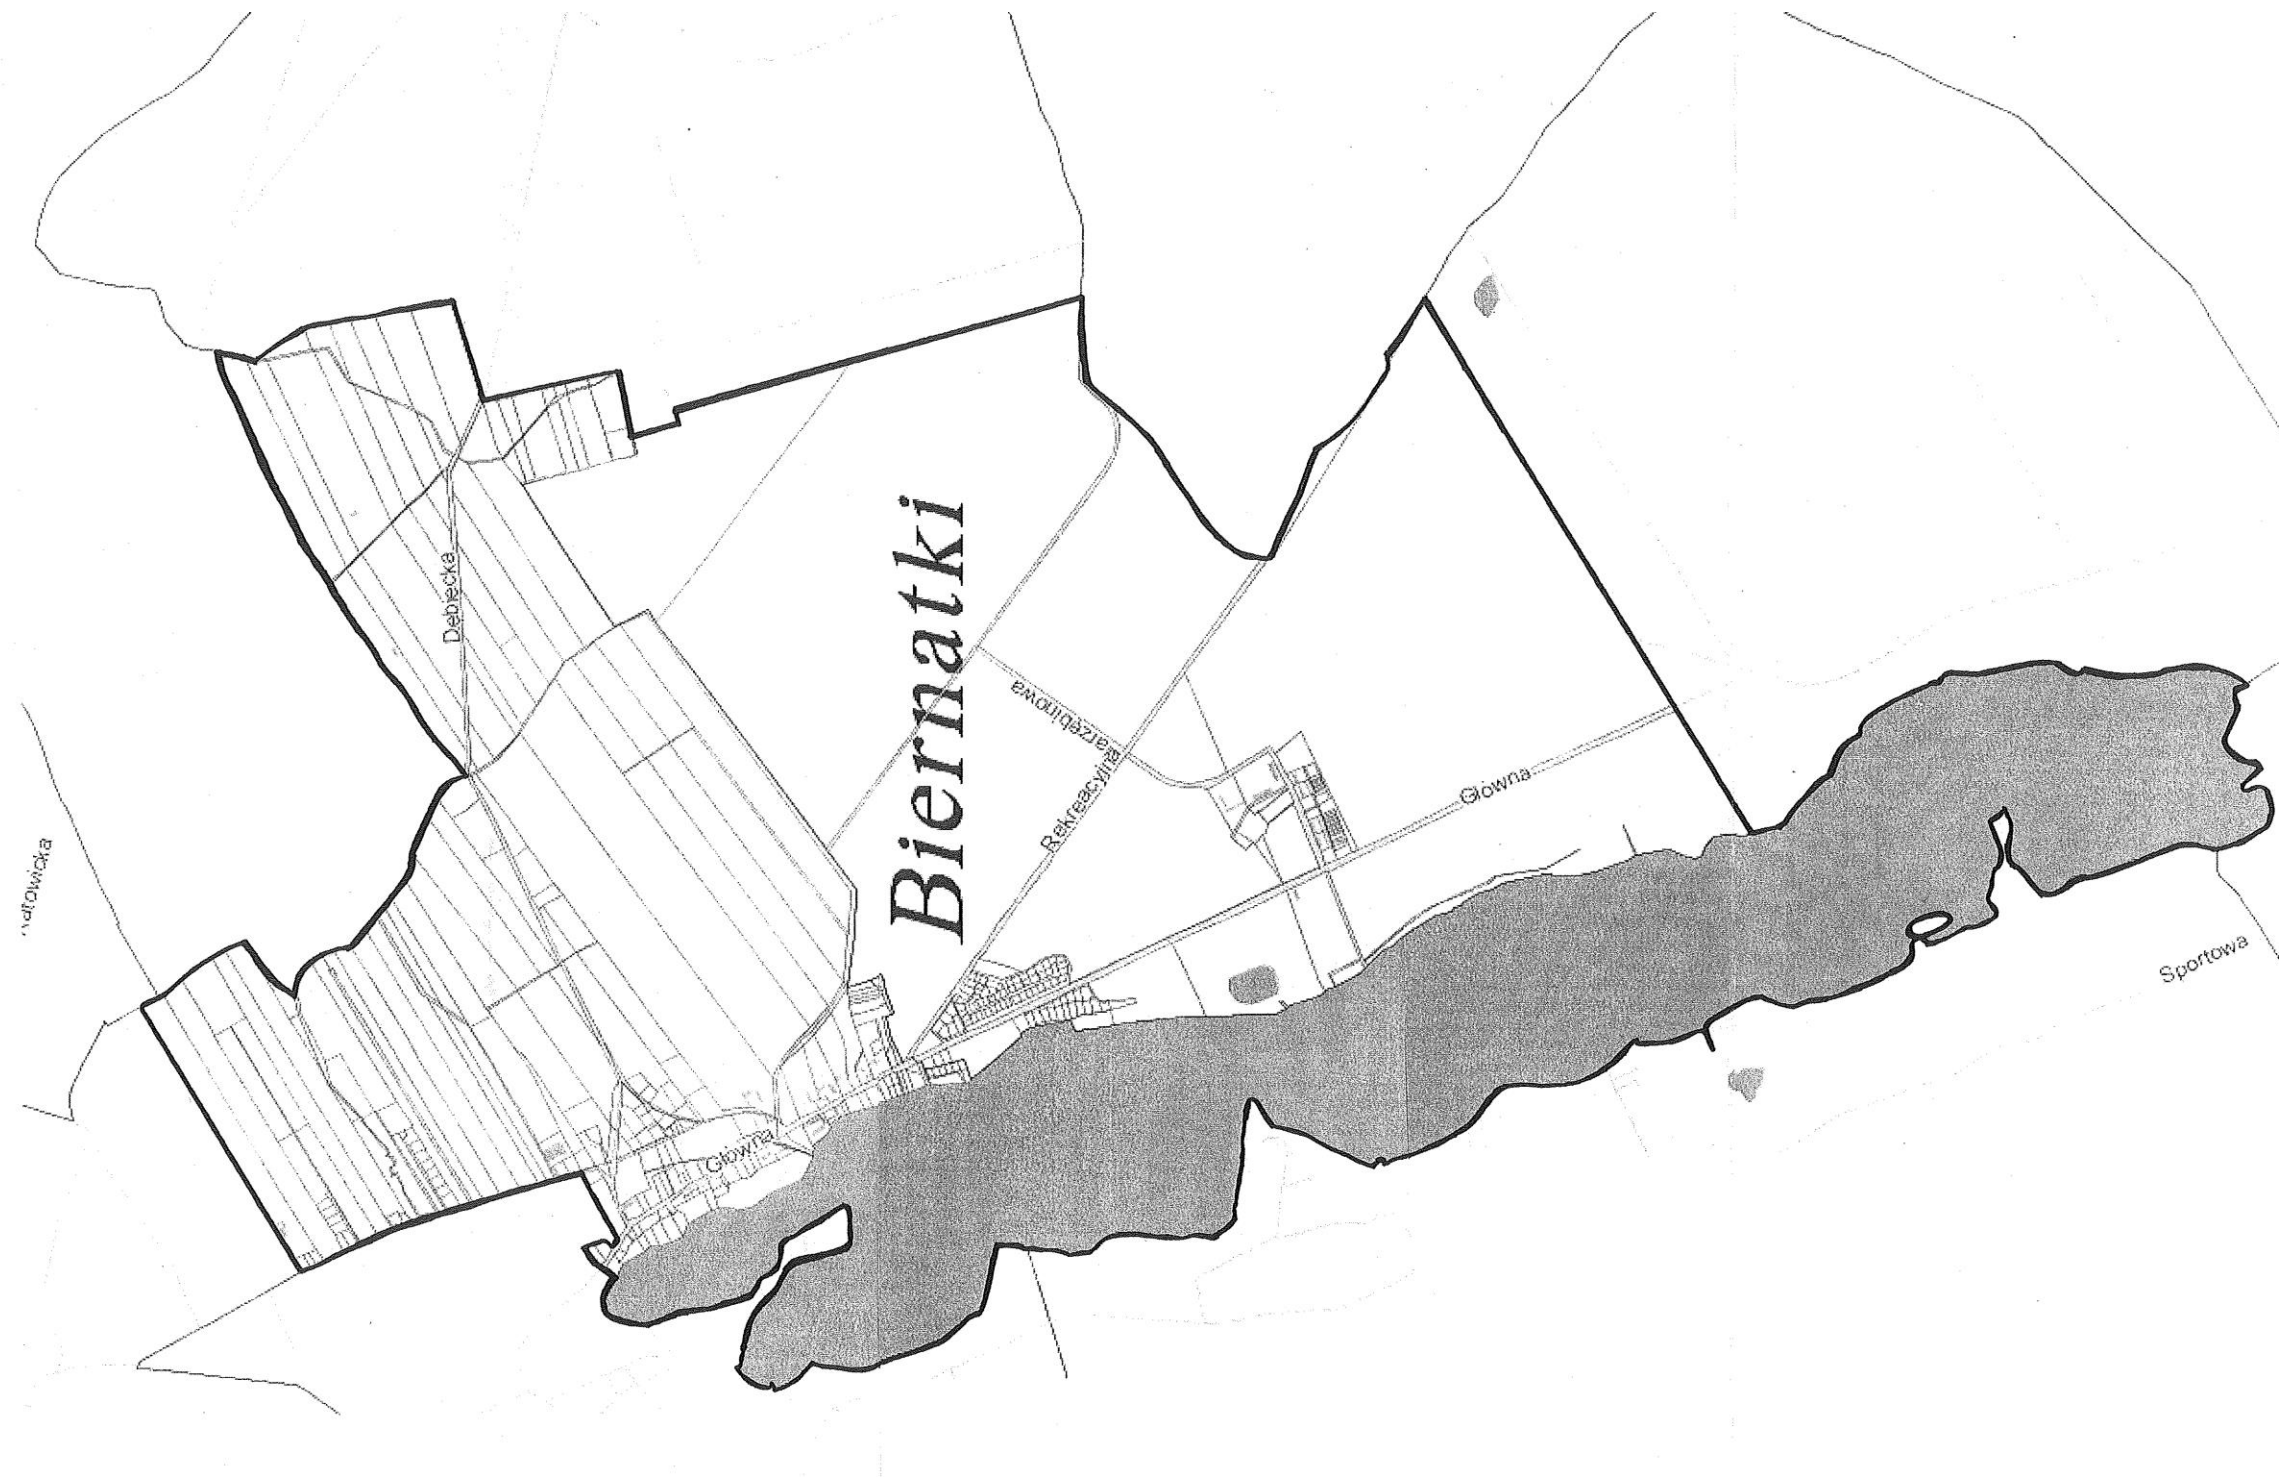 Dębiecka
Biernatki
Jarzębinowa
Rekreacyjna
Główna
Główna
Sportowa